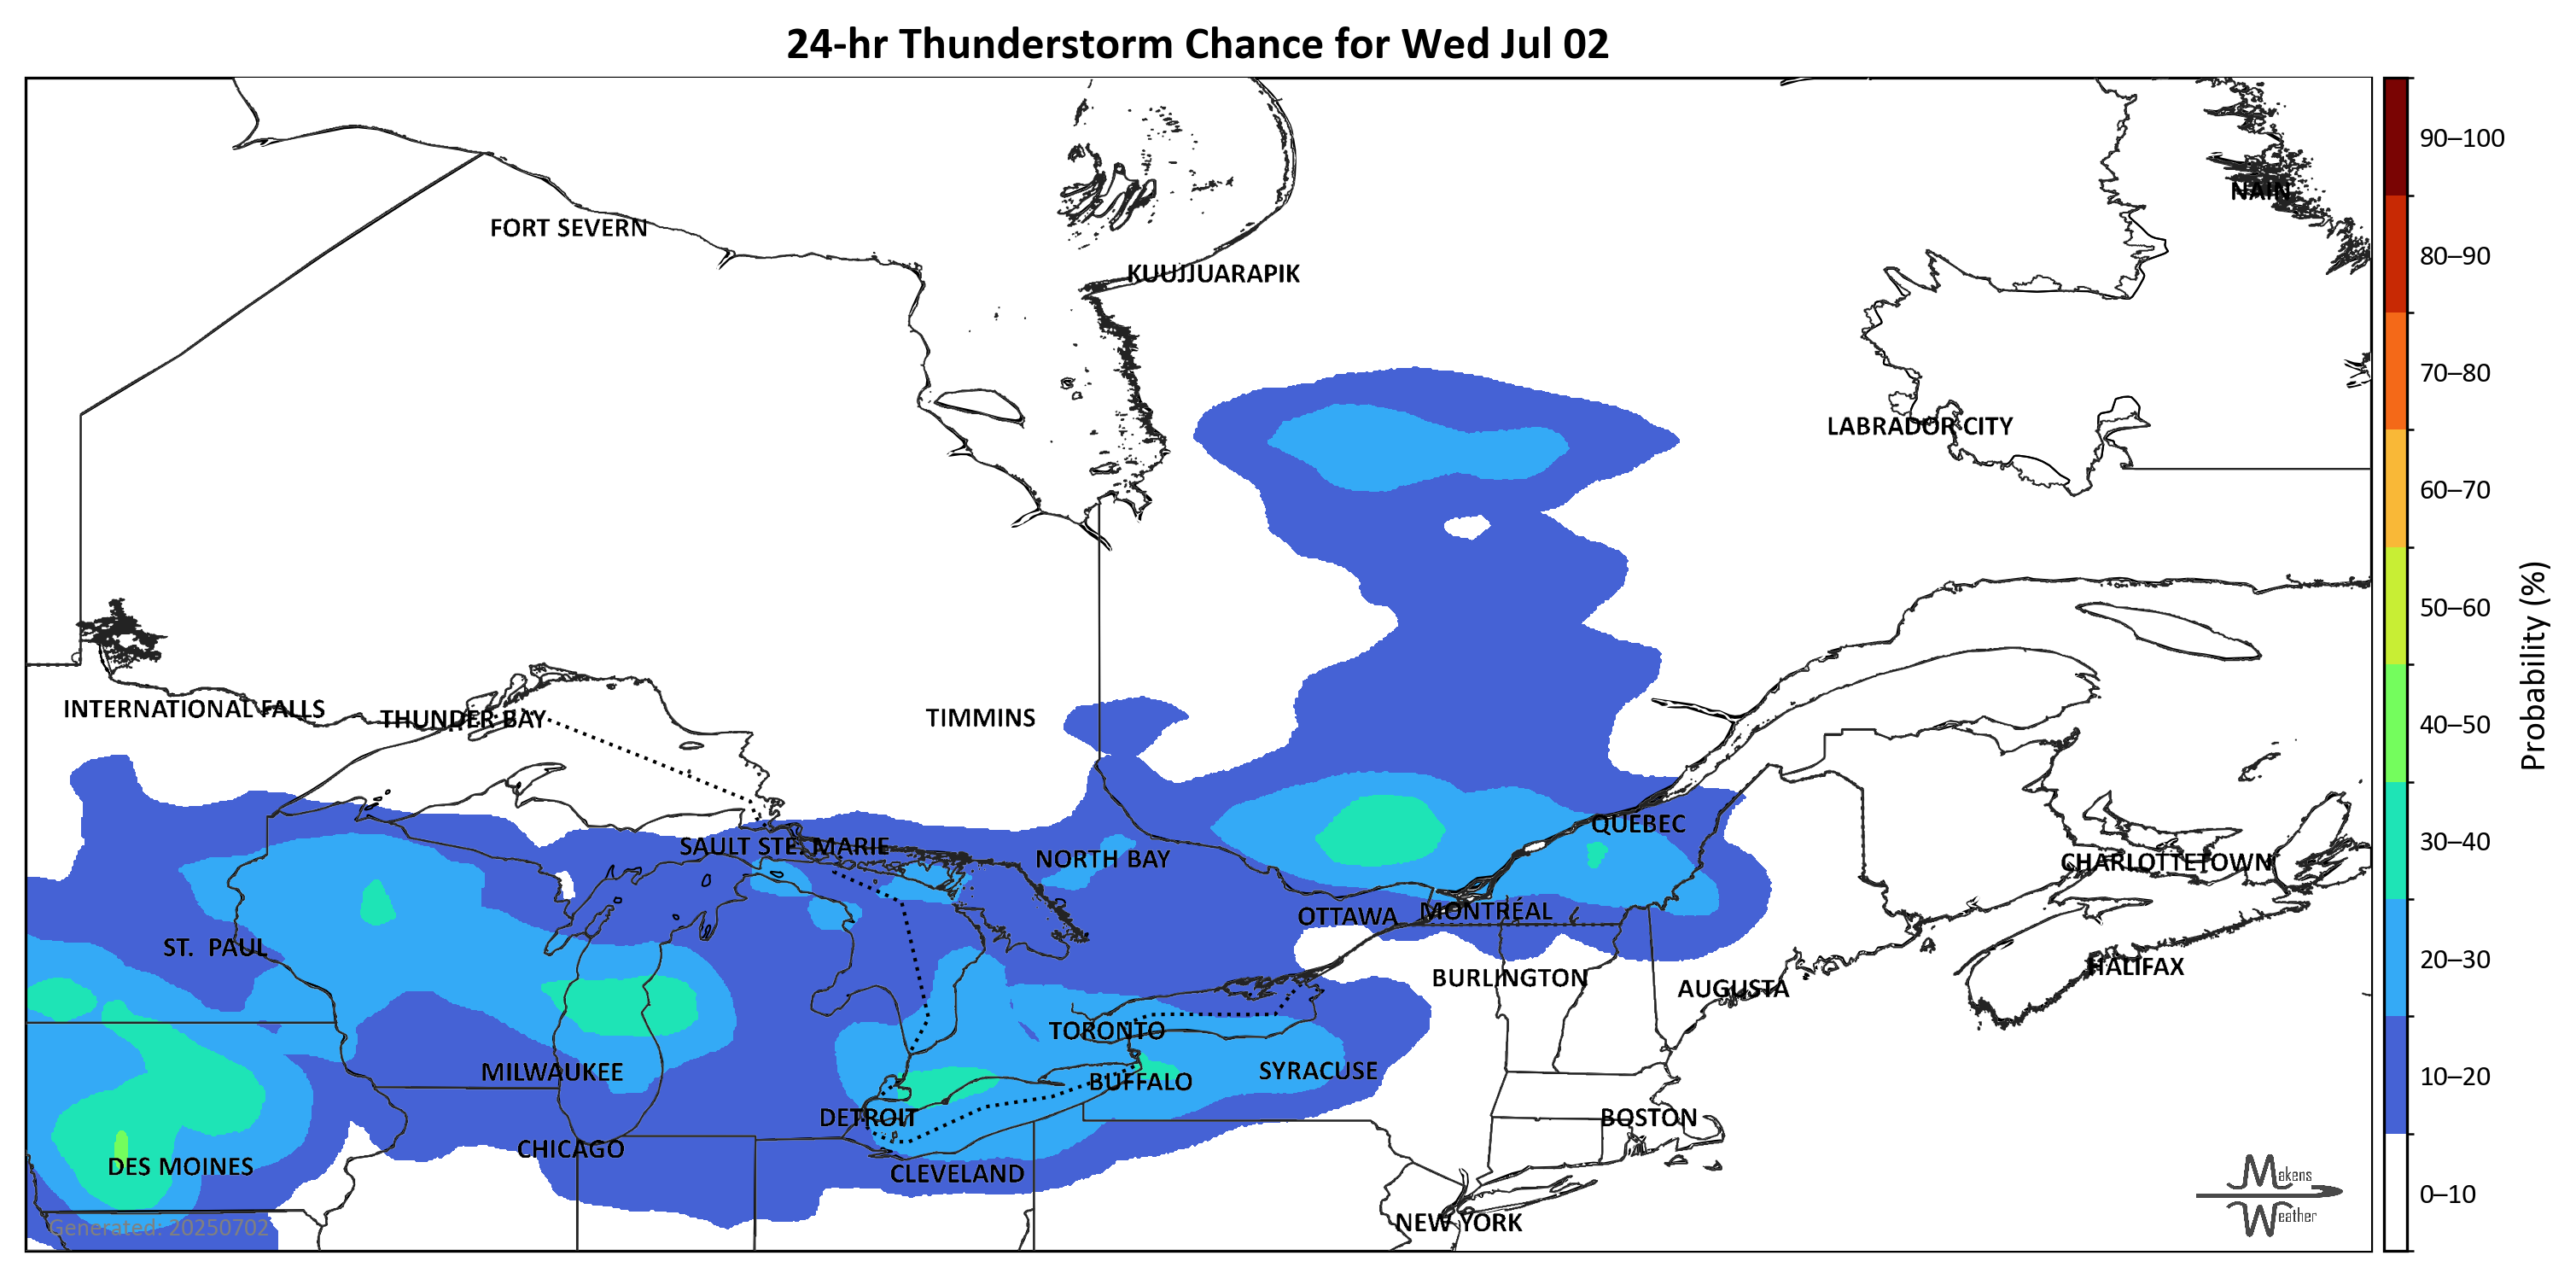 24-hr Thunderstorm Chance for Wed Jul 02
90–100
NAIN
FORT SEVERN
80–90
KUUJJUARAPIK
70–80
LABRADOR CITY
60–70
50–60
Probability (%)
INTERNATIONAL FALLS
THUNDER BAY
TIMMINS
40–50
QUEBEC
30–40
SAULT STE. MARIE
NORTH BAY
CHARLOTTETOWN
OTTAWA
MONTRÉAL
ST. PAUL
20–30
HALIFAX
BURLINGTON
AUGUSTA
TORONTO
MILWAUKEE
BUFFALO
SYRACUSE
10–20
DETROIT
BOSTON
CHICAGO
DES MOINES
CLEVELAND
Makens
Weather
0–10
NEW YORK
Generated: 20250702